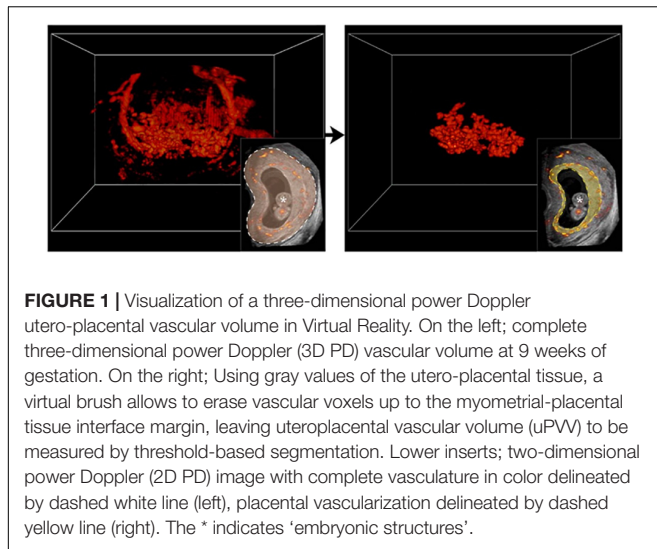 *
*
FIGURE 1 | Visualization of a three-dimensional power Doppler
utero-placental vascular volume in Virtual Reality. On the left; complete
three-dimensional power Doppler (3D PD) vascular volume at 9 weeks of
gestation. On the right; Using gray values of the utero-placental tissue, a
virtual brush allows to erase vascular voxels up to the myometrial-placental
tissue interface margin, leaving uteroplacental vascular volume (uPVV) to be
measured by threshold-based segmentation. Lower inserts; two-dimensional
power Doppler (2D PD) image with complete vasculature in color delineated
by dashed white line (left), placental vascularization delineated by dashed
yellow line (right). The * indicates ‘embryonic structures’.